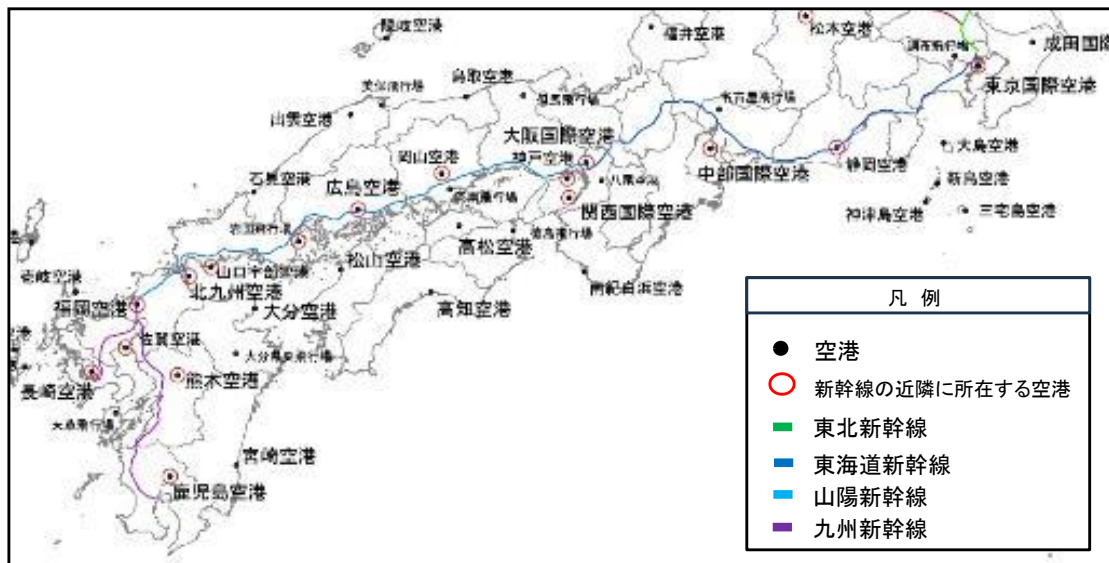 隠岐空港
福井空港
松本空港
調布飛行場
成田国際
東京国際空港
美保飛行場
鳥取空港
但馬飛行場
名古屋飛行場
出雲空港
大阪国際空港
岡山空港
神戸空港
八尾空港
中部国際空港
静岡空港
大島空港
新島空港
神津島空港
三宅島空港
石見空港
広島空港
関西国際空港
岩国飛行場
高松空港
徳島飛行場
松山空港
山口宇部空港
壱岐空港
北九州空港
南紀白浜空港
福岡空港
大分空港
高知空港
佐賀空港
長崎空港
熊本空港
天草飛行場
宮崎空港
鹿児島空港
凡 例
空港
新幹線の近隣に所在する空港
東北新幹線
東海道新幹線
山陽新幹線
九州新幹線